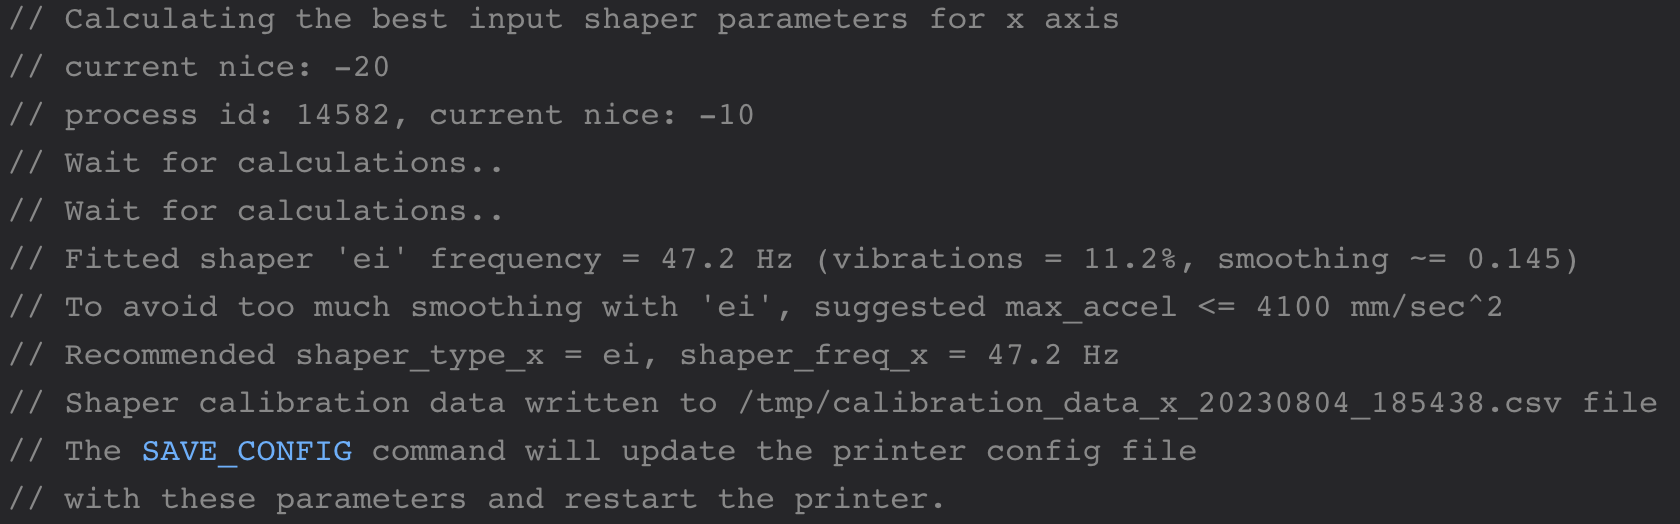 // Calculating the best input shaper parameters for x axis
// current nice: -20
// process id: 14582, current nice: -10
// Wait for calculations..
// Wait for calculations..
// Fitted shaper 'ei' frequency = 47.2 Hz (vibrations = 11.2%, smoothing ~= 0.145)
// To avoid too much smoothing with 'ei', suggested max_accel <= 4100 mm/sec^2
// Recommended shaper_type_x = ei, shaper_freq_x = 47.2 Hz
// Shaper calibration data written to /tmp/calibration_data_x_20230804_185438.csv file
// The SAVE_CONFIG command will update the printer config file
// with these parameters and restart the printer.